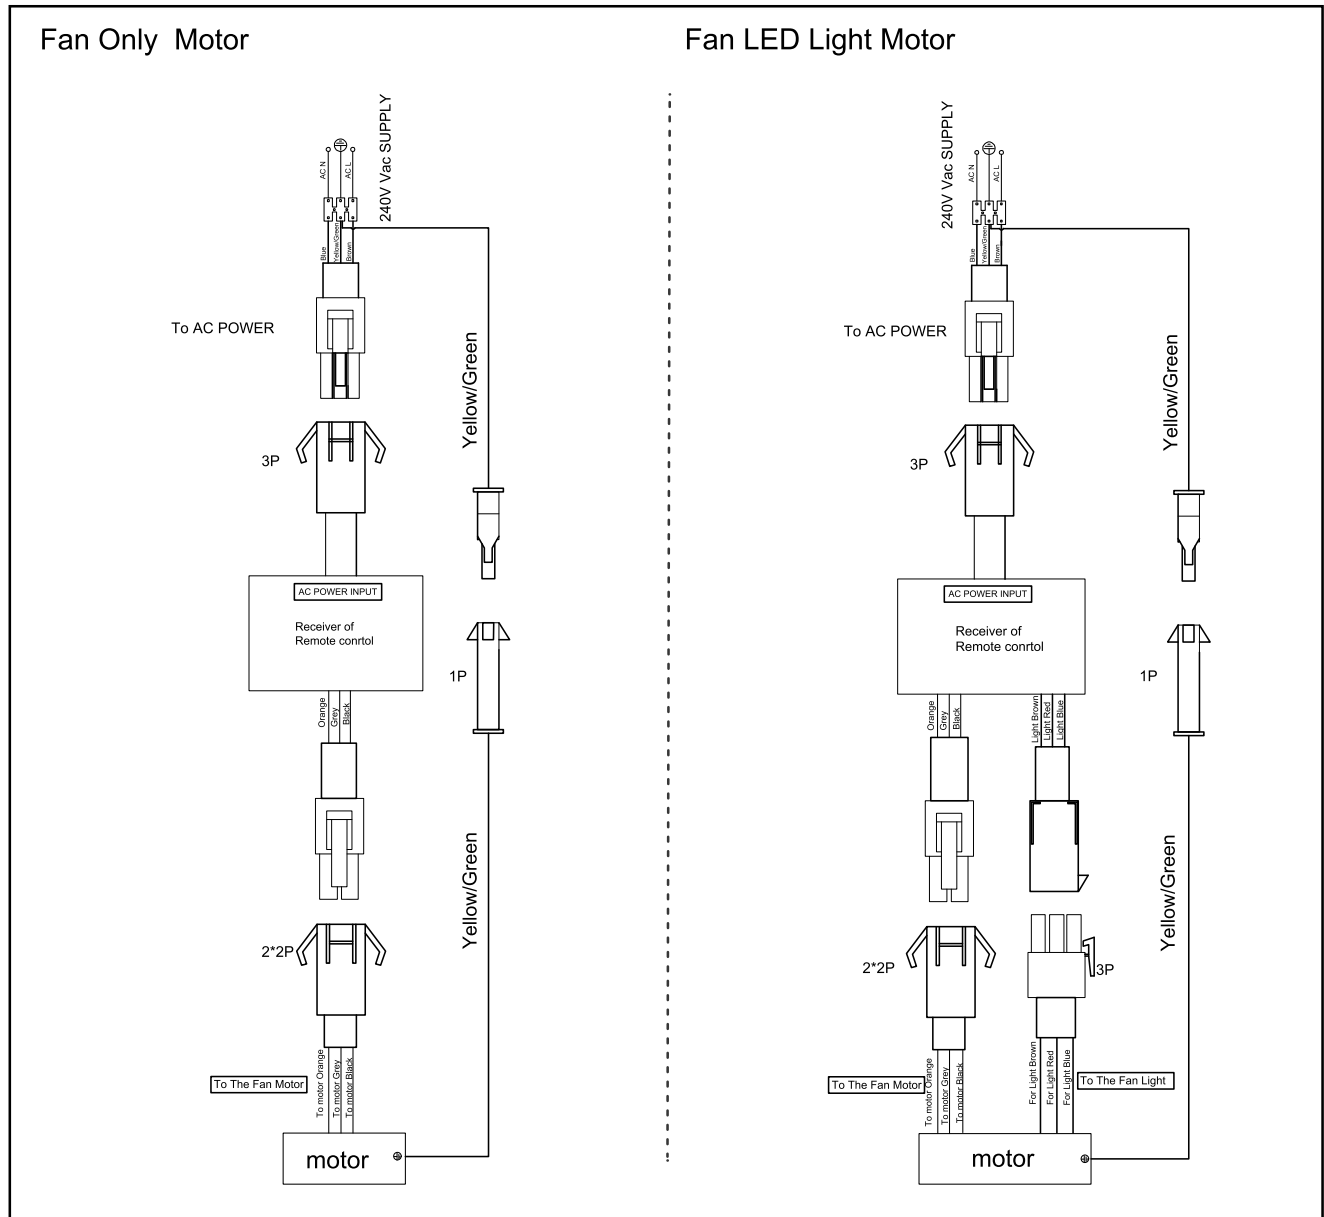 Fan Only Motor
240V Vac SUPPLY
AC N
AC L
Blue
Yellow/Green
Brown
To AC POWER
Yellow/Green
3P
AC POWER INPUT
Receiver of
Remote conrtol
1P
Orange
Grey
Black
Yellow/Green
2*2P
To The Fan Motor
To motor Orange
To motor Grey
To motor Black
motor
Fan LED Light Motor
240V Vac SUPPLY
AC N
AC L
Blue
Yellow/Green
Brown
To AC POWER
Yellow/Green
3P
AC POWER INPUT
Receiver of
Remote conrtol
1P
Orange
Grey
Black
Light Brown
Light Red
Light Blue
Yellow/Green
2*2P
3P
To The Fan Motor
To motor Orange
To motor Grey
To motor Black
For Light Brown
For Light Red
For Light Blue
To The Fan Light
motor